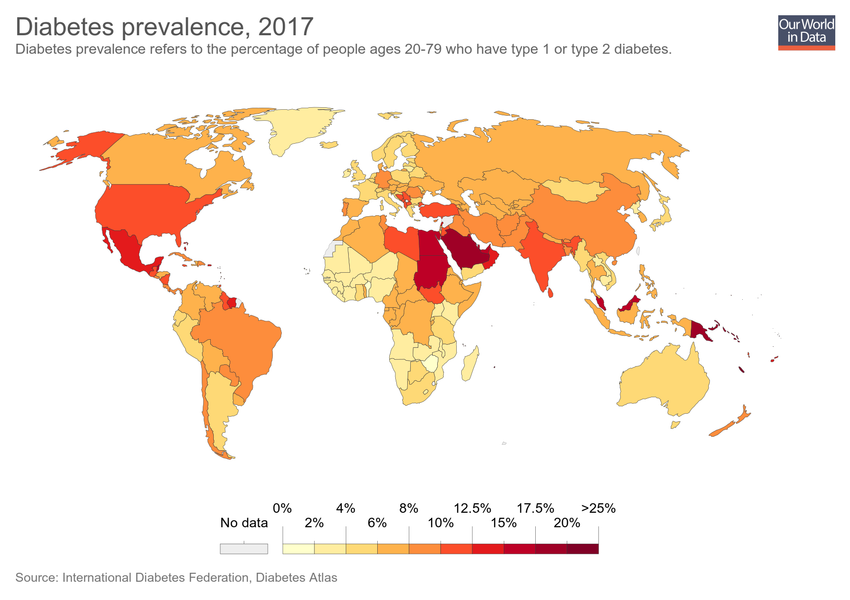 Diabetes prevalence, 2017
Our World
in Data
Diabetes prevalence refers to the percentage of people ages 20-79 who have type 1 or type 2 diabetes.
0% 4% 8% 12.5% 17.5% >25%
No data 2% 6% 10% 15% 20%
Source: International Diabetes Federation, Diabetes Atlas